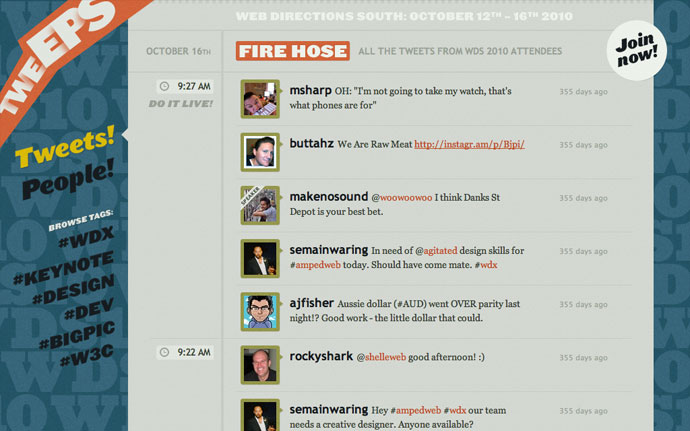 TWEEPS
WEB DIRECTIONS SOUTH: OCTOBER 12TH – 16TH 2010
Join
now!
OCTOBER 16TH
FIRE HOSE
ALL THE TWEETS FROM WDS 2010 ATTENDEES
Tweets!
People!
BROWSE TAGS:
#WDX
#KEYNOTE
#DESIGN
#DEV
#BIGPIC
#W3C
9:27 AM
DO IT LIVE!
msharp OH: "I'm not going to take my watch, that's
what phones are for"
355 days ago
buttahz We Are Raw Meat http://instagr.am/p/Bjpi/
355 days ago
SPEAKER
makenosound @woowoowoo I think Danks St
Depot is your best bet.
355 days ago
semainwaring In need of @agitated design skills for
#ampedweb today. Should have come mate. #wdx
355 days ago
ajfisher Aussie dollar (#AUD) went OVER parity last
night!? Good work - the little dollar that could.
355 days ago
9:22 AM
rockyshark @shelleweb good afternoon! :)
355 days ago
semainwaring Hey #ampedweb #wdx our team
needs a creative designer. Anyone available?
355 days ago